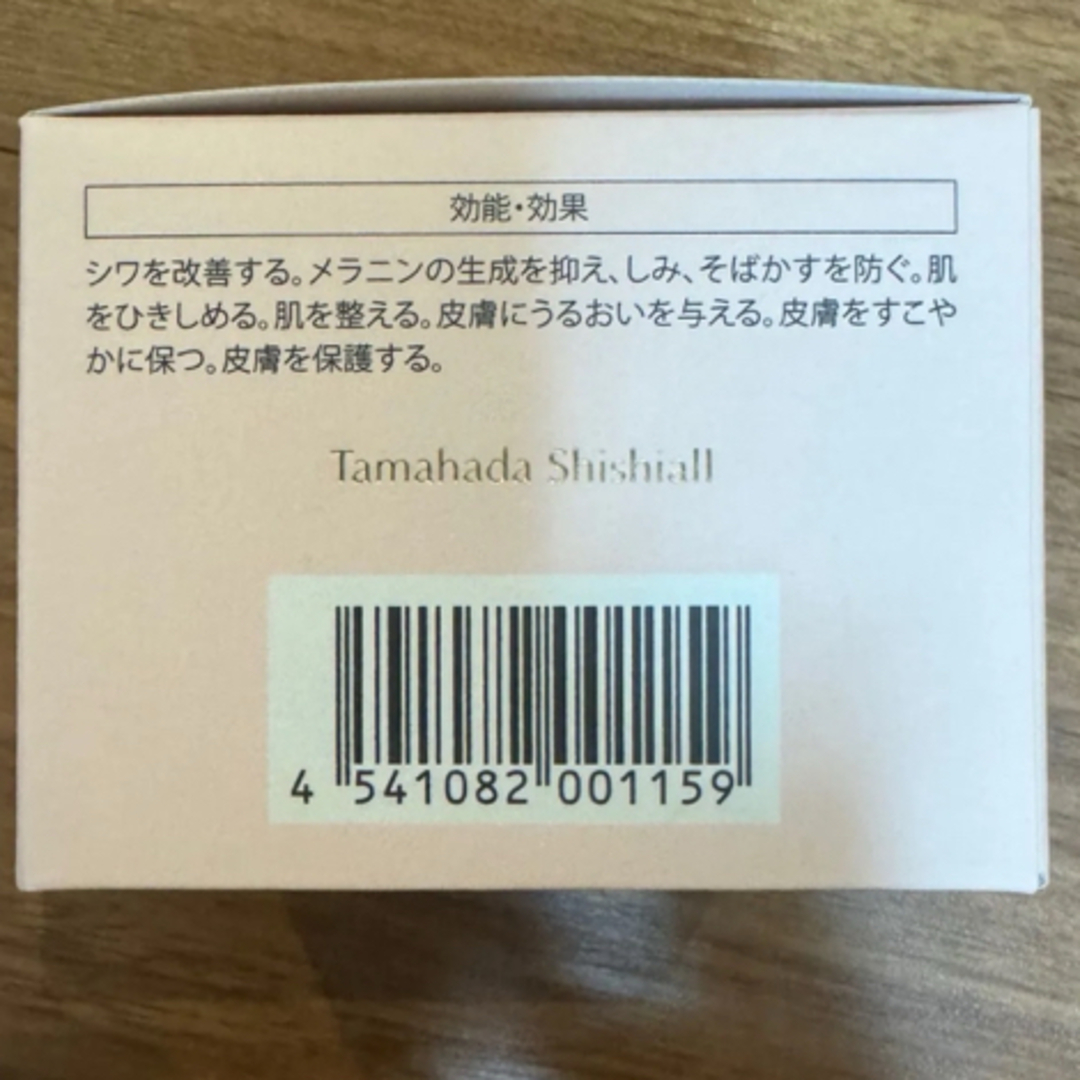 効能・効果
シワを改善する。メラニンの生成を抑え、しみ、そばかすを防ぐ。肌
をひきしめる。肌を整える。皮膚にうるおいを与える。皮膚をすこや
かに保つ。皮膚を保護する。
Tamahada Shishiall
4 541082 001159